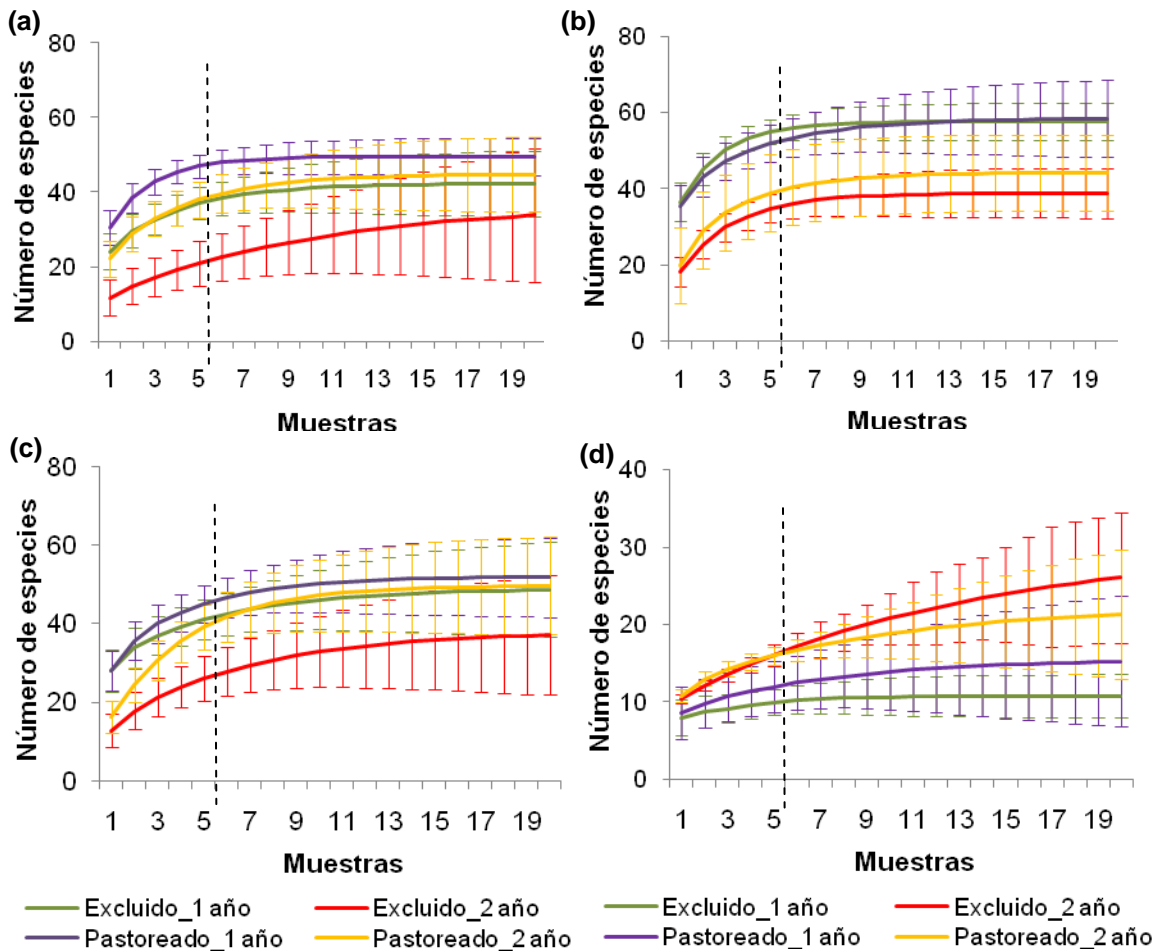 (a)
Número de especies
80
60
40
20
0
1 3 5 7 9 11 13 15 17 19
Muestras
(b)
Número de especies
80
60
40
20
0
1 3 5 7 9 11 13 15 17 19
Muestras
(c)
Número de especies
80
60
40
20
0
1 3 5 7 9 11 13 15 17 19
Muestras
(d)
Número de especies
40
30
20
10
0
1 3 5 7 9 11 13 15 17 19
Muestras
Excluido_1 año
Excluido_2 año
Pastoreado_1 año
Pastoreado_2 año
Excluido_1 año
Excluido_2 año
Pastoreado_1 año
Pastoreado_2 año